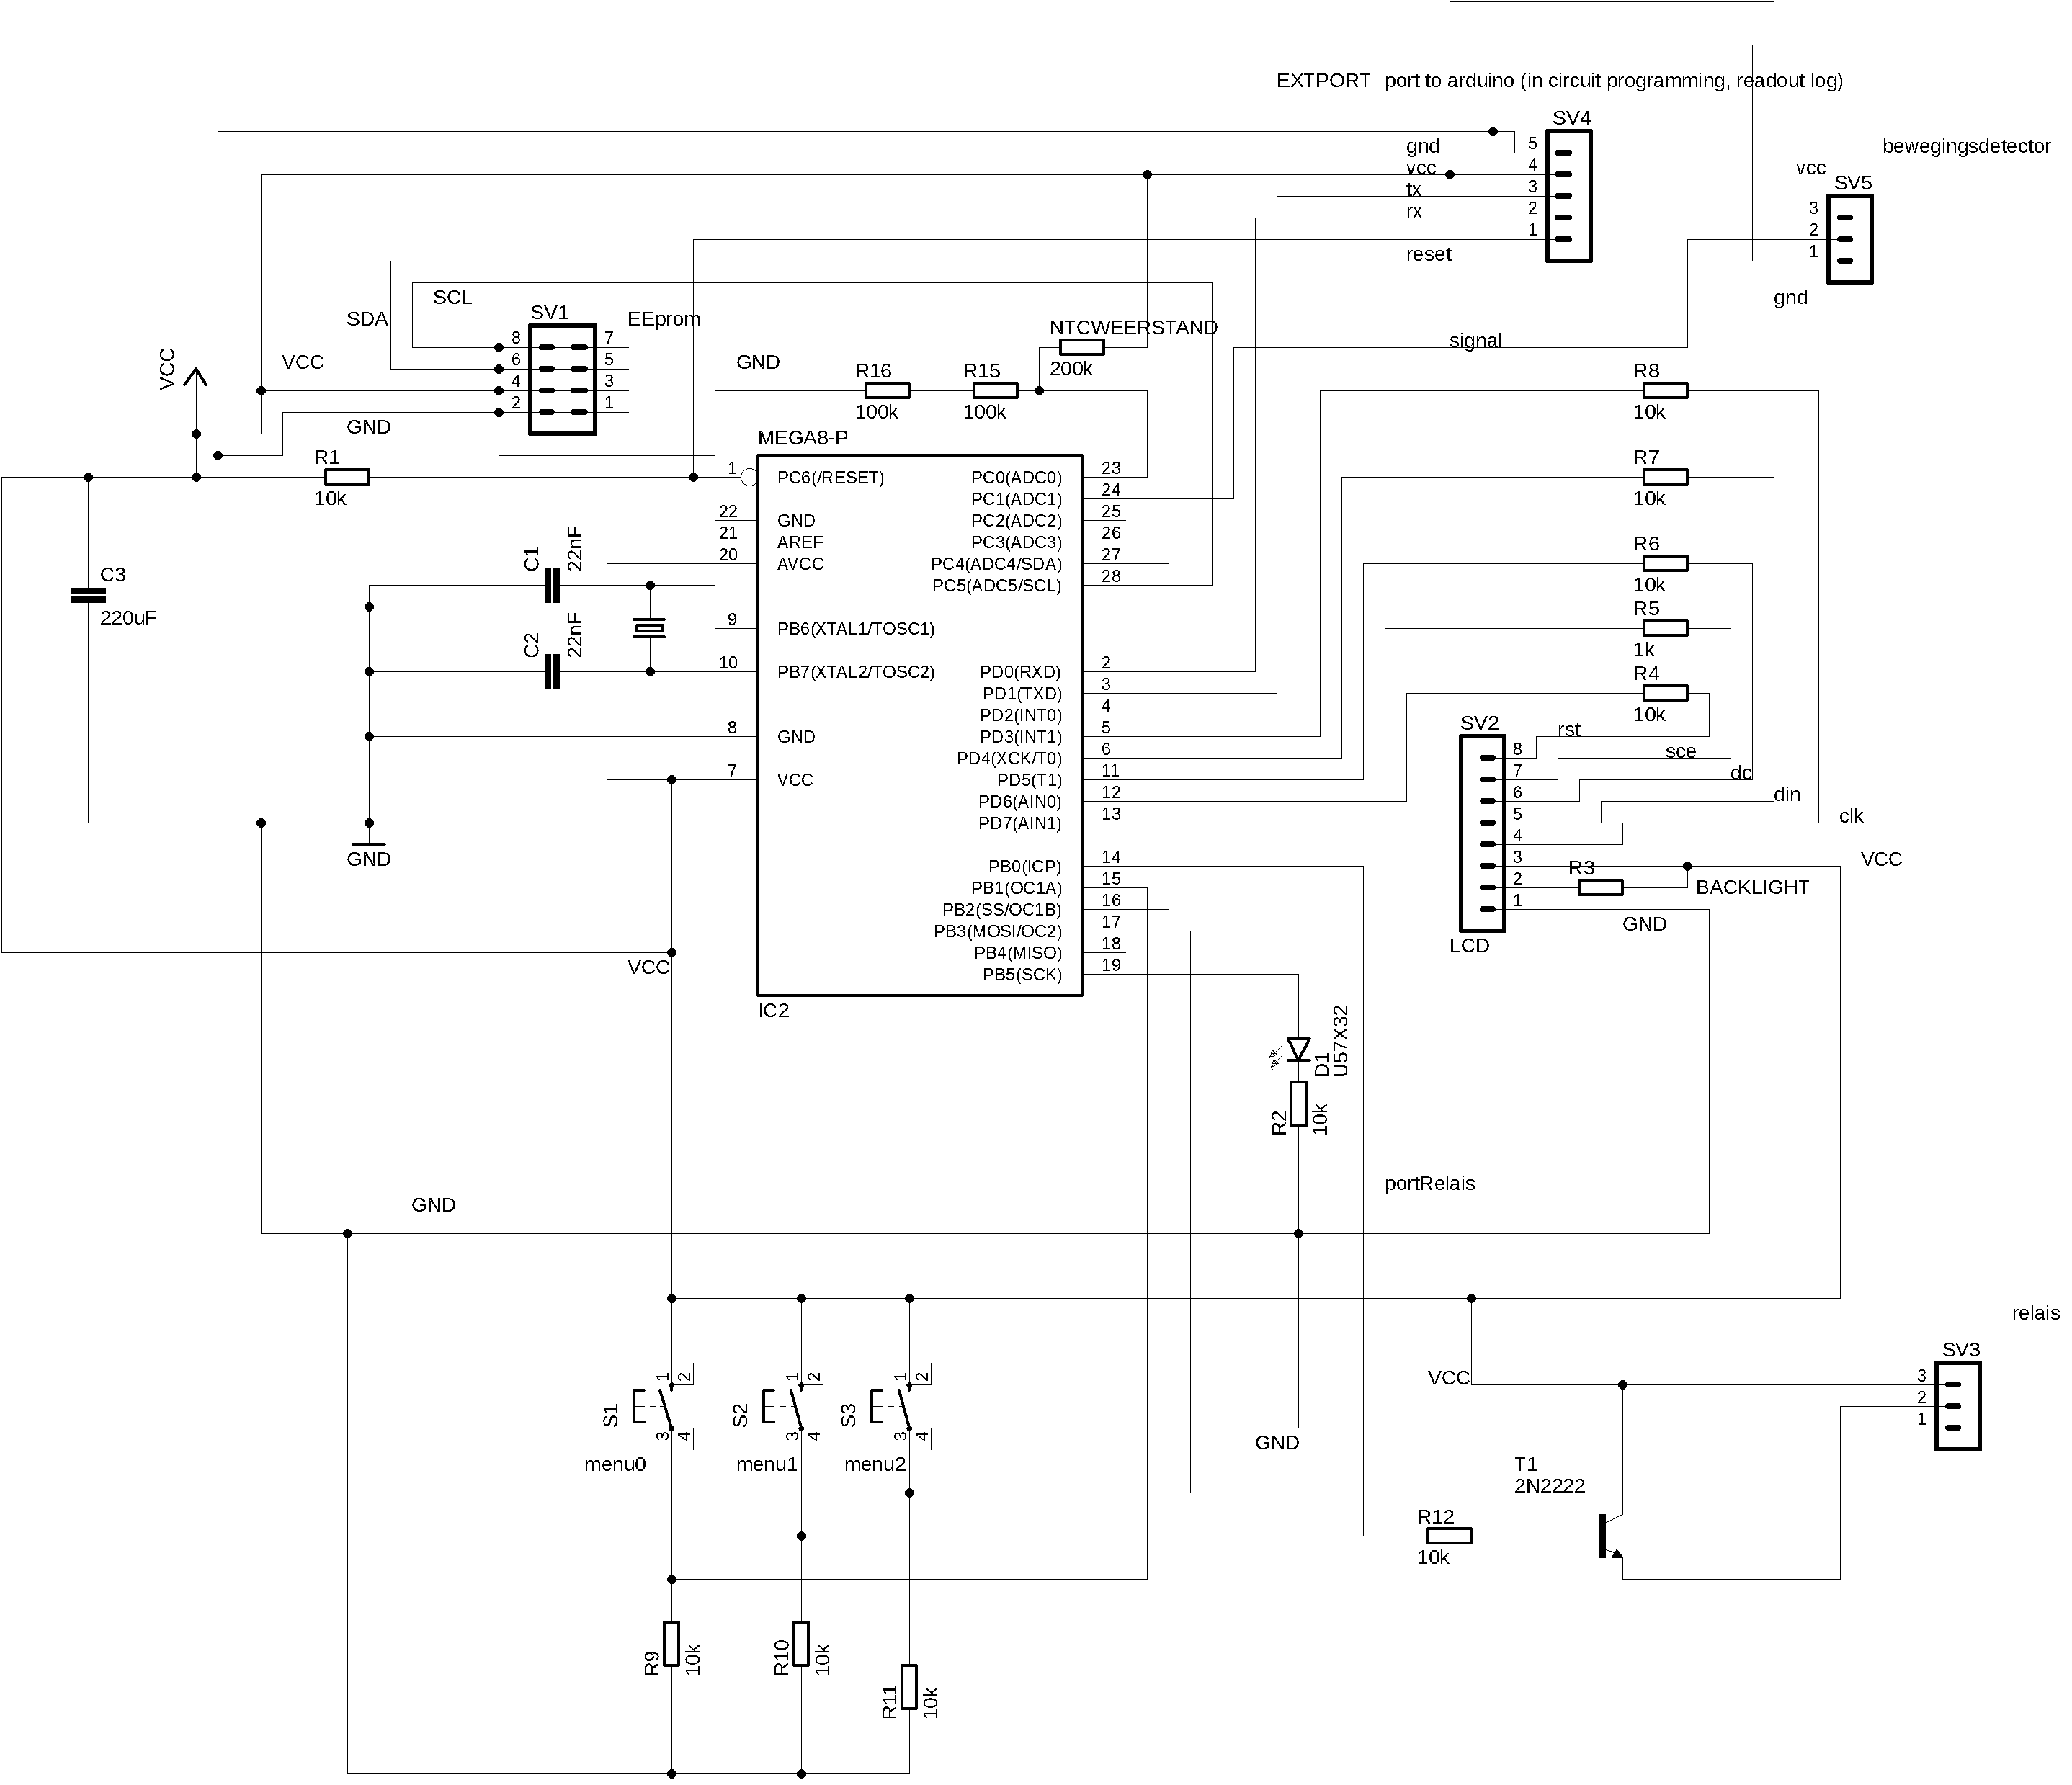 EXTPORT port to arduino (in circuit programming, readout log)
SV4
gnd 5
vcc 4
tx 3
rx 2
1
reset
bewegingsdetector
vcc
SV5
3
2
1
gnd
signal
SCL
SDA
SV1
EEprom
8 7
6 5
4 3
2 1
VCC
VCC
GND
GND
NTCWEERSTAND
200k
R16
100k
R15
100k
R8
10k
R7
10k
R6
10k
R5
1k
R4
10k
R1
10k
MEGA8-P
1 PC6(/RESET)
22 GND
21 AREF
20 AVCC
9 PB6(XTAL1/TOSC1)
10 PB7(XTAL2/TOSC2)
8 GND
7 VCC
PC0(ADC0) 23
PC1(ADC1) 24
PC2(ADC2) 25
PC3(ADC3) 26
PC4(ADC4/SDA) 27
PC5(ADC5/SCL) 28
PD0(RXD) 2
PD1(TXD) 3
PD2(INT0) 4
PD3(INT1) 5
PD4(XCK/T0) 6
PD5(T1) 11
PD6(AIN0) 12
PD7(AIN1) 13
PB0(ICP) 14
PB1(OC1A) 15
PB2(SS/OC1B) 16
PB3(MOSI/OC2) 17
PB4(MISO) 18
PB5(SCK) 19
IC2
C1
22nF
C2
22nF
C3
220uF
GND
VCC
SV2
8
7
6
5
4
3
2
1
LCD
rst
sce
dc
din
clk
VCC
R3
BACKLIGHT
GND
D1
U57X32
R2
10k
portRelais
GND
relais
SV3
3
2
1
VCC
GND
T1
2N2222
R12
10k
S1
1 2
3 4
menu0
S2
1 2
3 4
menu1
S3
1 2
3 4
menu2
R9
10k
R10
10k
R11
10k